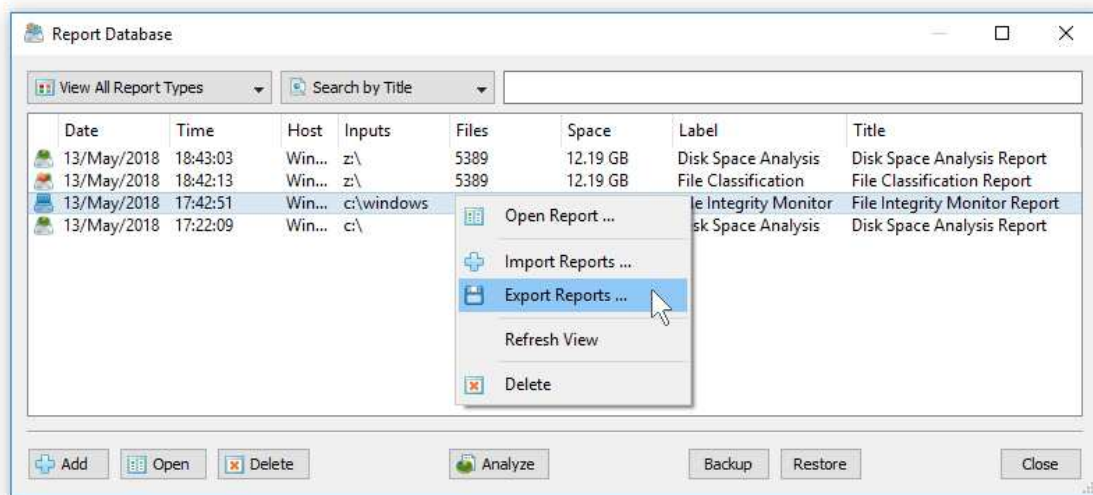 Report Database
View All Report Types Search by Title
Date Time Host Inputs Files Space Label Title
13/May/2018 18:43:03 Win... z:\ 5389 12.19 GB Disk Space Analysis Disk Space Analysis Report
13/May/2018 18:42:13 Win... z:\ 5389 12.19 GB File Classification File Classification Report
13/May/2018 17:42:51 Win... c:\windows le Integrity Monitor File Integrity Monitor Report
13/May/2018 17:22:09 Win... c:\ sk Space Analysis Disk Space Analysis Report
Open Report ...
Import Reports ...
Export Reports ...
Refresh View
Delete
Add Open Delete Analyze Backup Restore Close